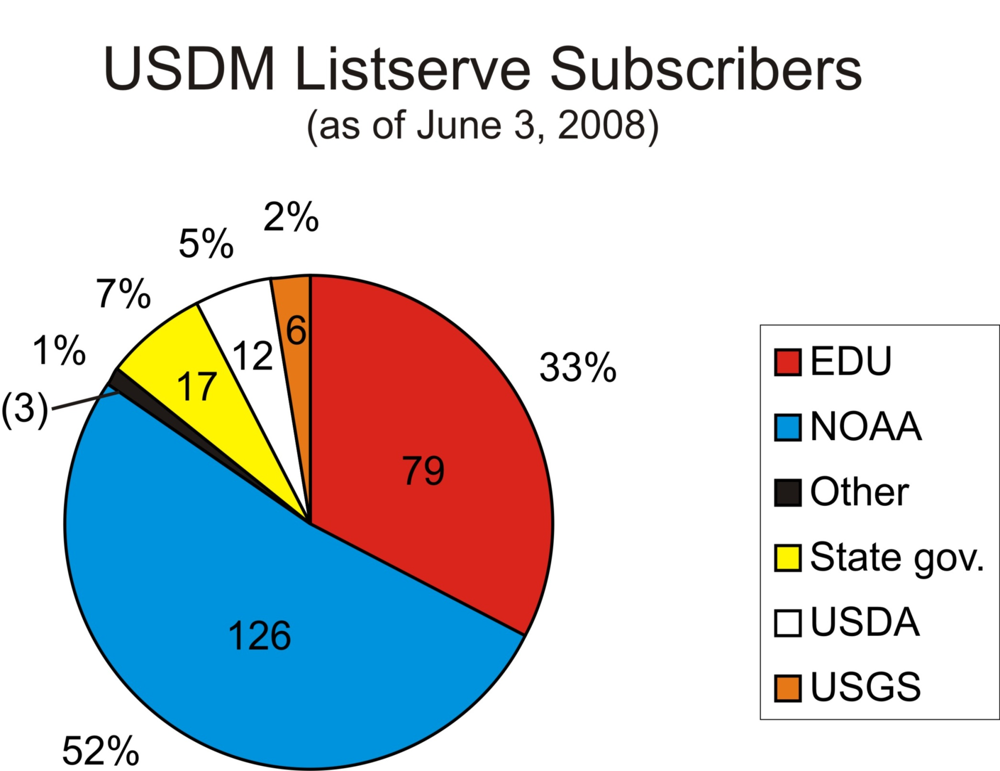 USDM Listserve Subscribers
(as of June 3, 2008)
2%
5%
7%
1%
(3)
6
12
17
33%
79
126
52%
EDU
NOAA
Other
State gov.
USDA
USGS